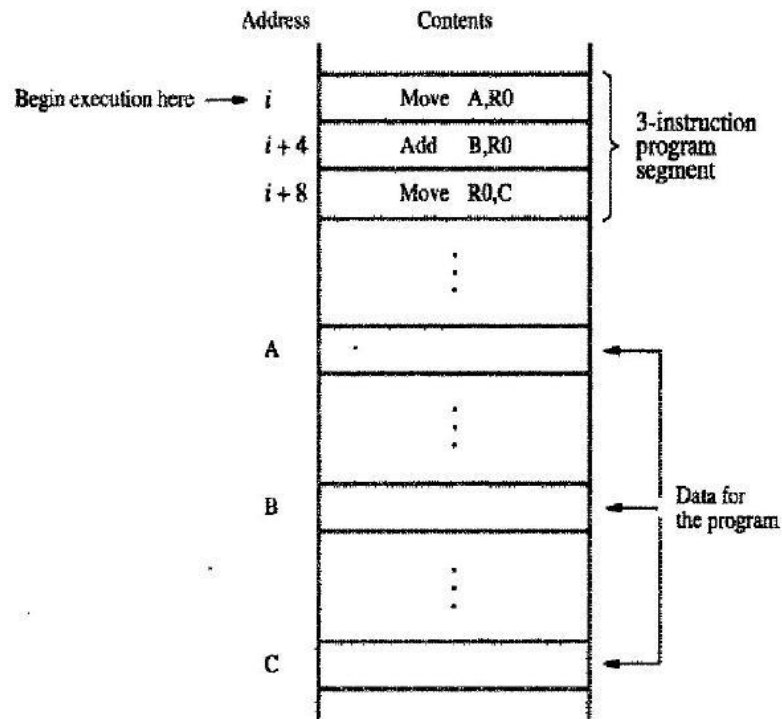 Address Contents
Begin execution here i Move A,R0
i + 4 Add B,R0
i + 8 Move R0,C
3-instruction
program
segment
A
B
Data for
the program
C